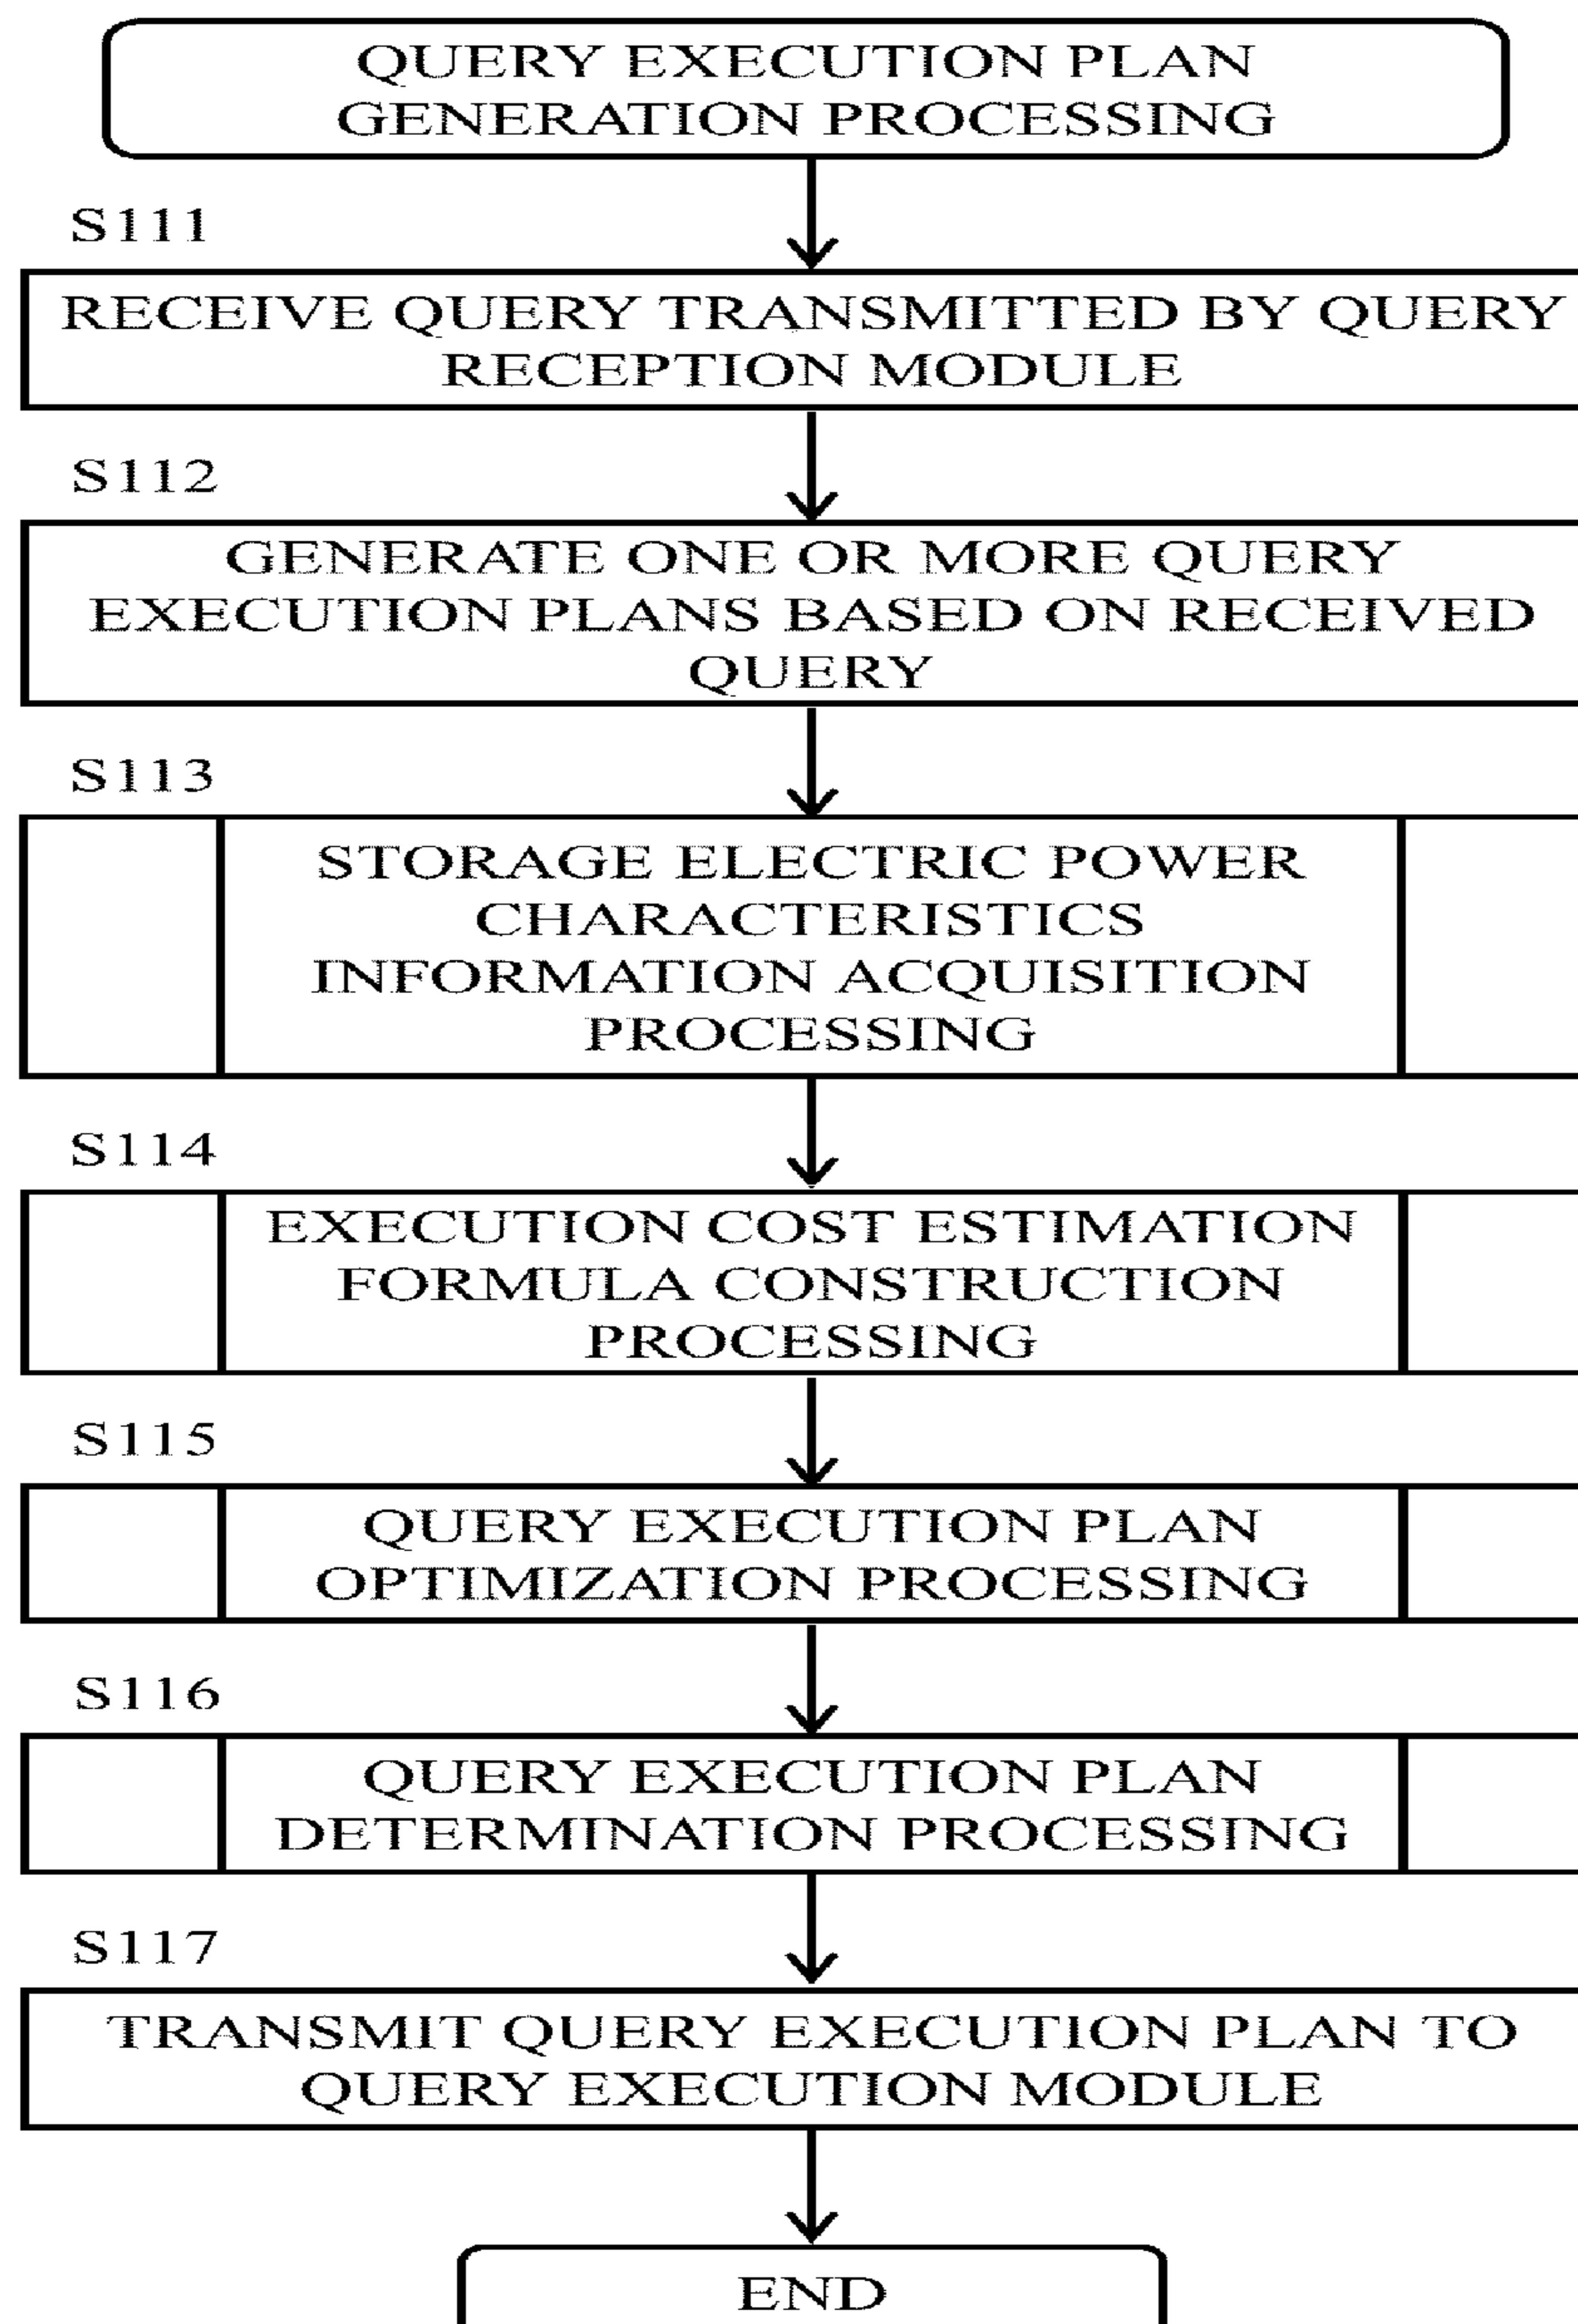 QUERY EXECUTION PLAN
GENERATION PROCESSING
S111
RECEIVE QUERY TRANSMITTED BY QUERY
RECEPTION MODULE
S112
GENERATE ONE OR MORE QUERY
EXECUTION PLANS BASED ON RECEIVED
QUERY
S113
STORAGE ELECTRIC POWER
CHARACTERISTICS
INFORMATION ACQUISITION
PROCESSING
S114
EXECUTION COST ESTIMATION
FORMULA CONSTRUCTION
PROCESSING
S115
QUERY EXECUTION PLAN
OPTIMIZATION PROCESSING
S116
QUERY EXECUTION PLAN
DETERMINATION PROCESSING
S117
TRANSMIT QUERY EXECUTION PLAN TO
QUERY EXECUTION MODULE
END